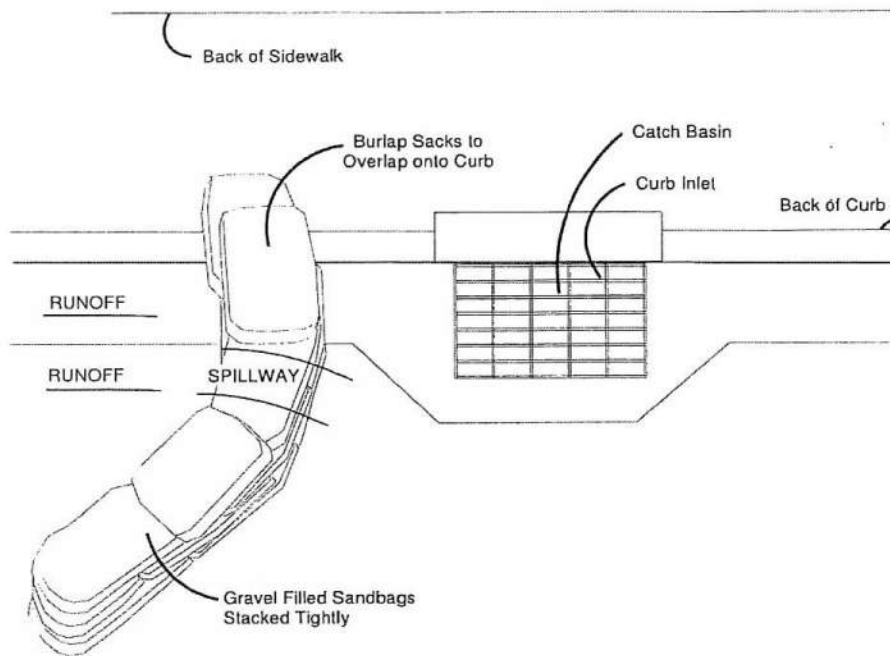 Back of Sidewalk
Burlap Sacks to
Overlap onto Curb
Catch Basin
Curb Inlet
Back of Curb
RUNOFF
RUNOFF
SPILLWAY
Gravel Filled Sandbags
Stacked Tightly